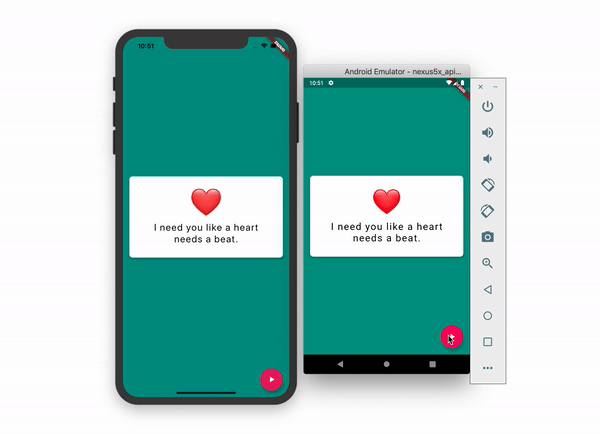 10:51
I need you like a heart
needs a beat.
Android Emulator - nexus5x_api...
10:51
I need you like a heart
needs a beat.